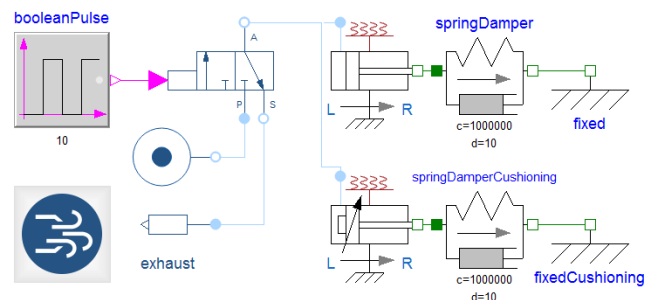 booleanPulse
springDamper
A
L
R
P
S
c=1000000
d=10
fixed
10
springDamperCushioning
exhaust
L
R
c=1000000
d=10
fixedCushioning